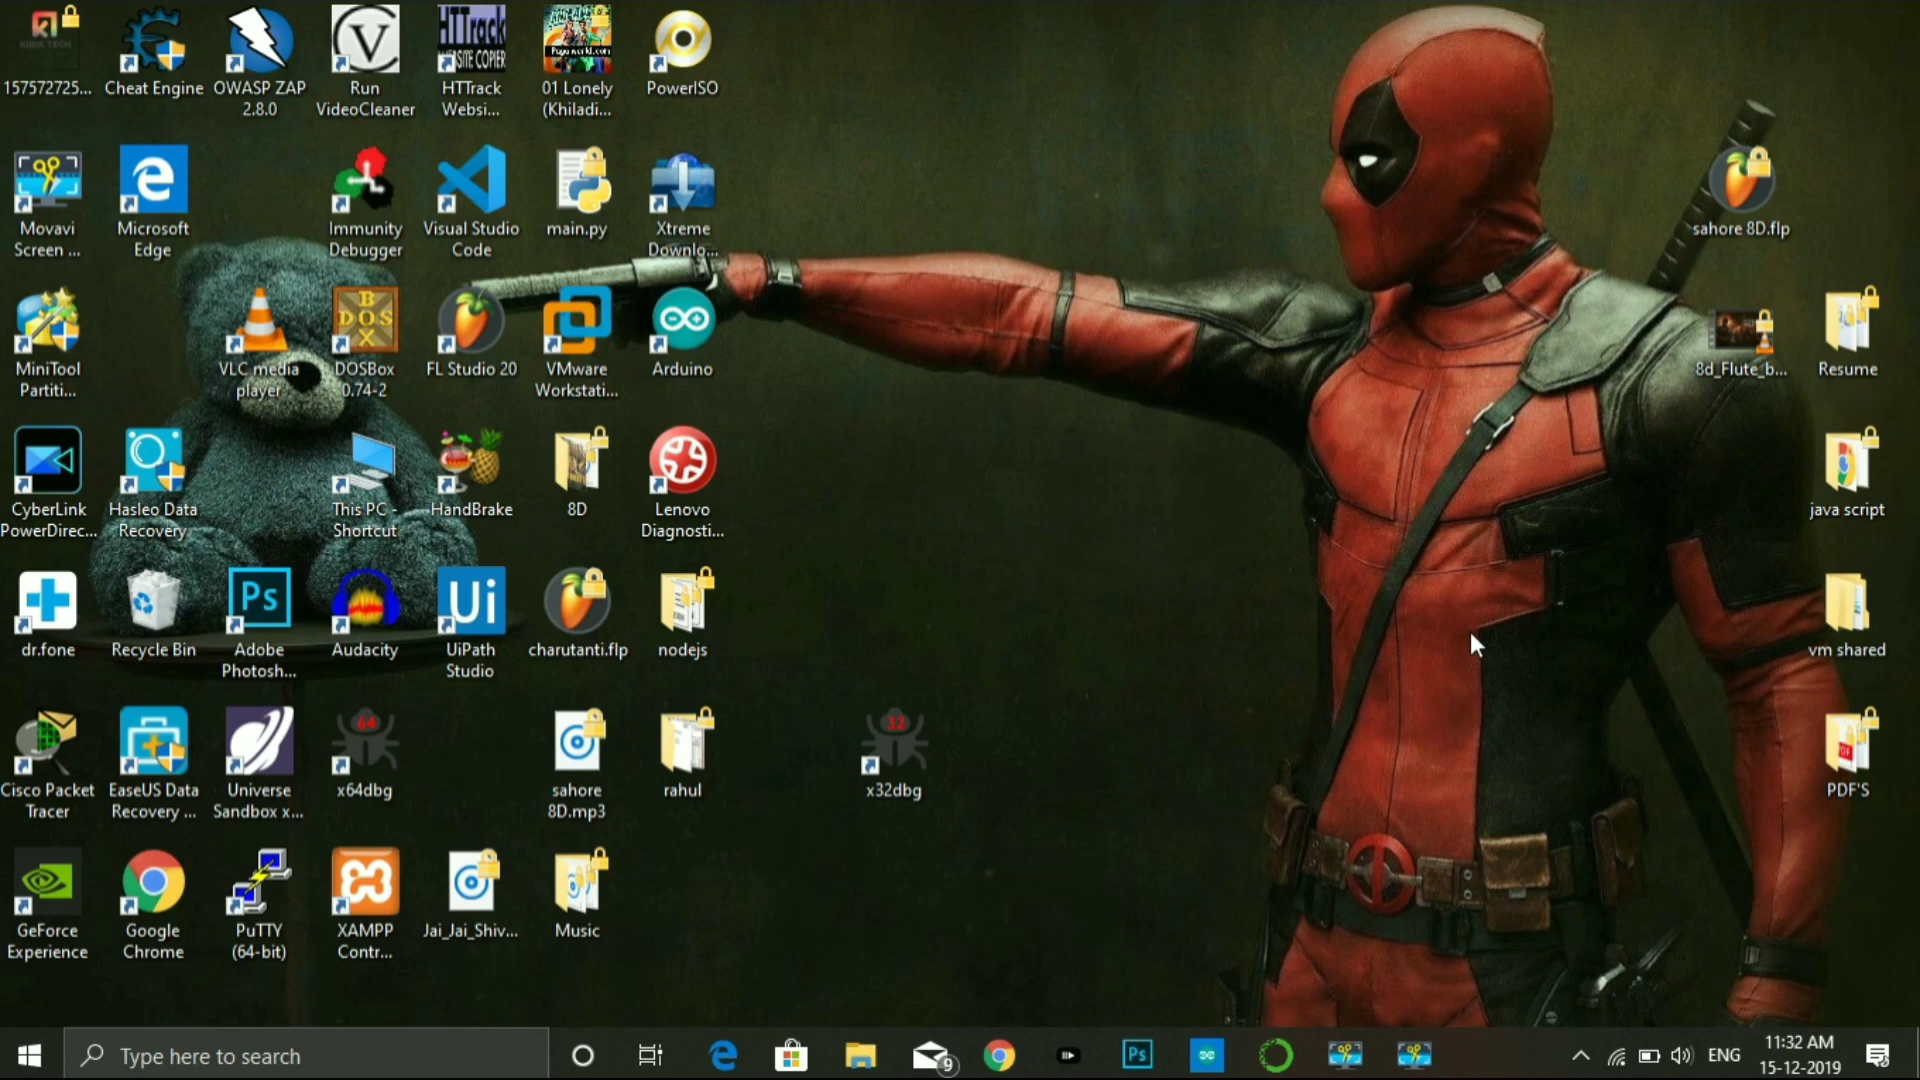 157572725...
Cheat Engine
OWASP ZAP
2.8.0
Run
VideoCleaner
HTTrack
Websi...
01 Lonely
(Khiladi...
PowerISO
Movavi
Screen ...
Microsoft
Edge
Immunity
Debugger
Visual Studio
Code
main.py
Xtreme
Downlo...
sahore 8D.flp
MiniTool
Partiti...
VLC media
player
DOSBox
0.74-2
FL Studio 20
VMware
Workstati...
Arduino
8d_Flute_b...
Resume
CyberLink
PowerDirec...
Hasleo Data
Recovery
This PC -
Shortcut
HandBrake
8D
Lenovo
Diagnosti...
java script
dr.fone
Recycle Bin
Adobe
Photosh...
Audacity
UiPath
Studio
charutanti.flp
nodejs
vm shared
Cisco Packet
Tracer
EaseUS Data
Recovery ...
Universe
Sandbox x...
x64dbg
sahore
8D.mp3
rahul
x32dbg
PDF'S
GeForce
Experience
Google
Chrome
PuTTY
(64-bit)
XAMPP
Contr...
Jai_Jai_Shiv...
Music
Type here to search
9
ENG
11:32 AM
15-12-2019